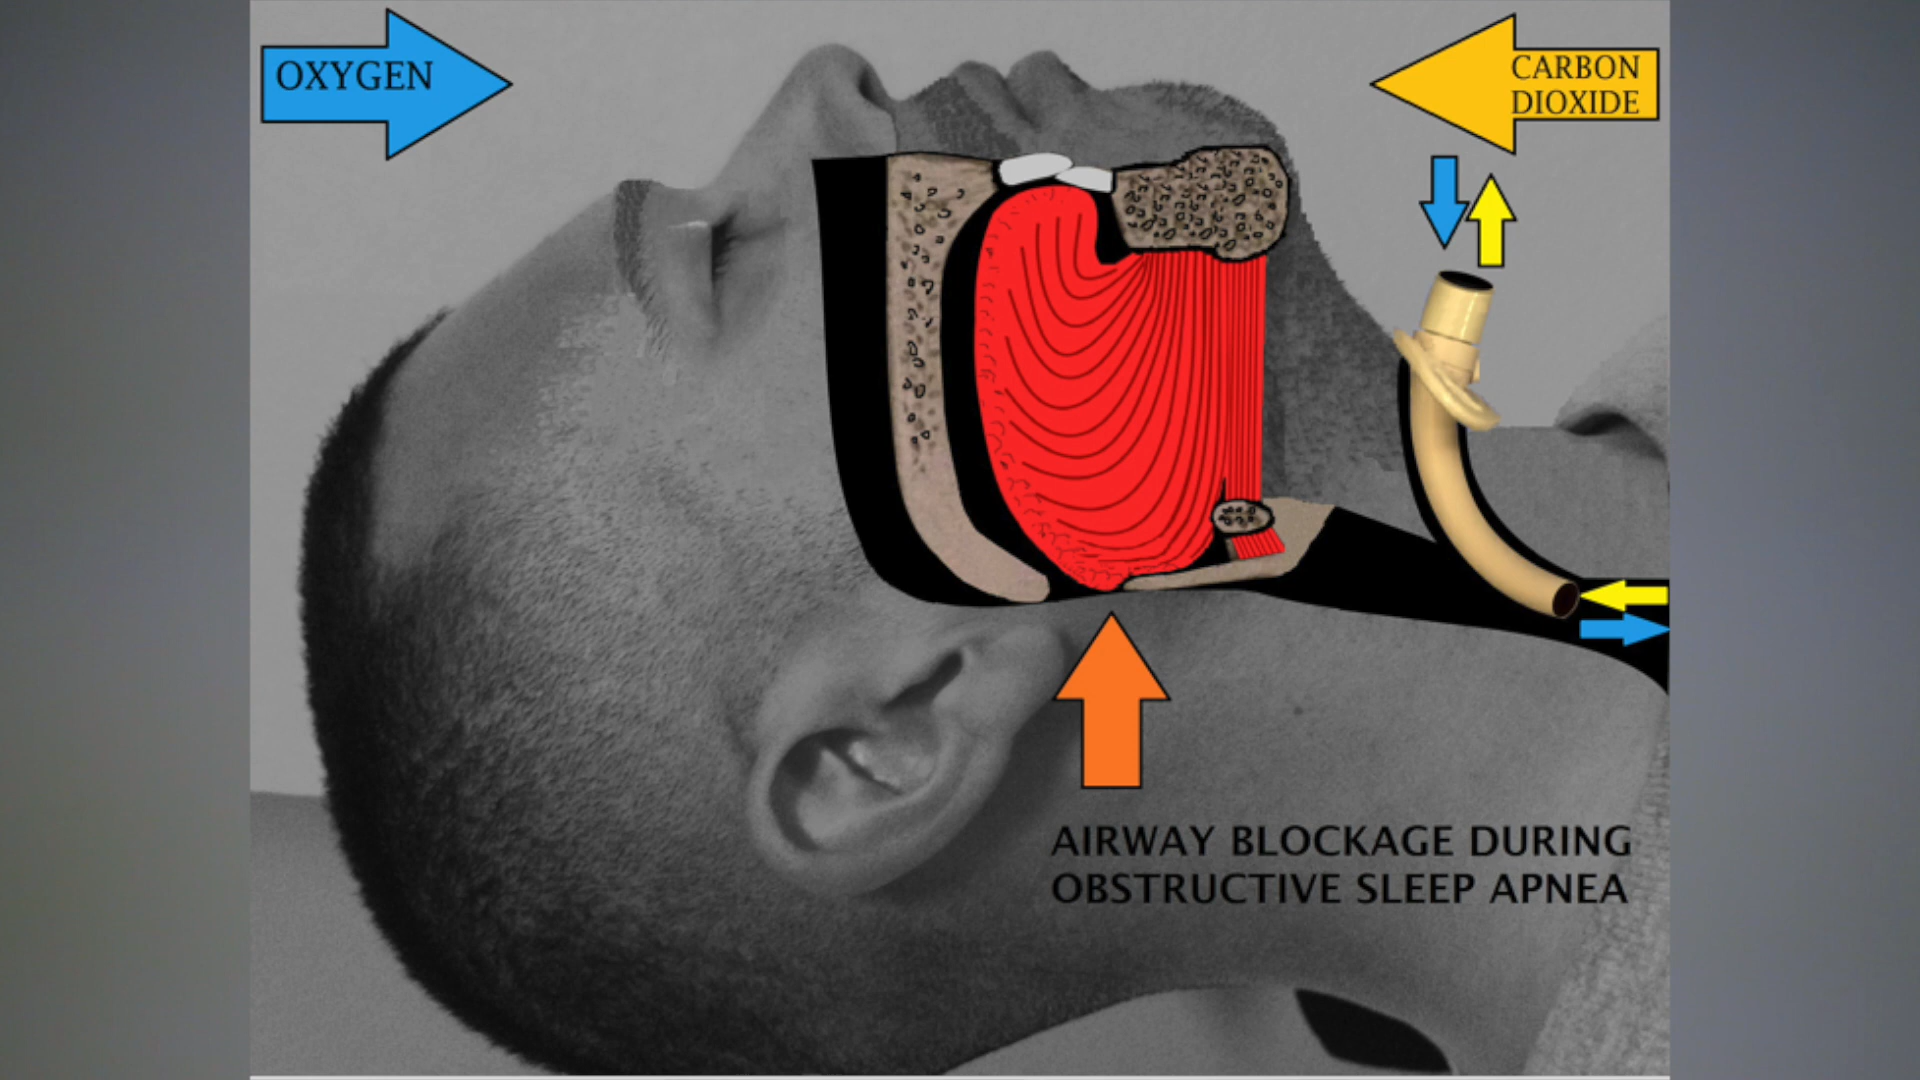 OXYGEN
CARBON
DIOXIDE
AIRWAY BLOCKAGE DURING
OBSTRUCTIVE SLEEP APNEA